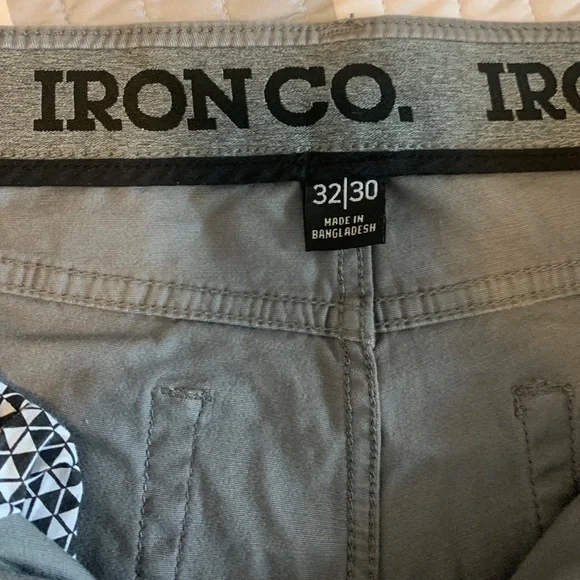 IRON CO. IRO
32|30
MADE IN
BANGLADESH